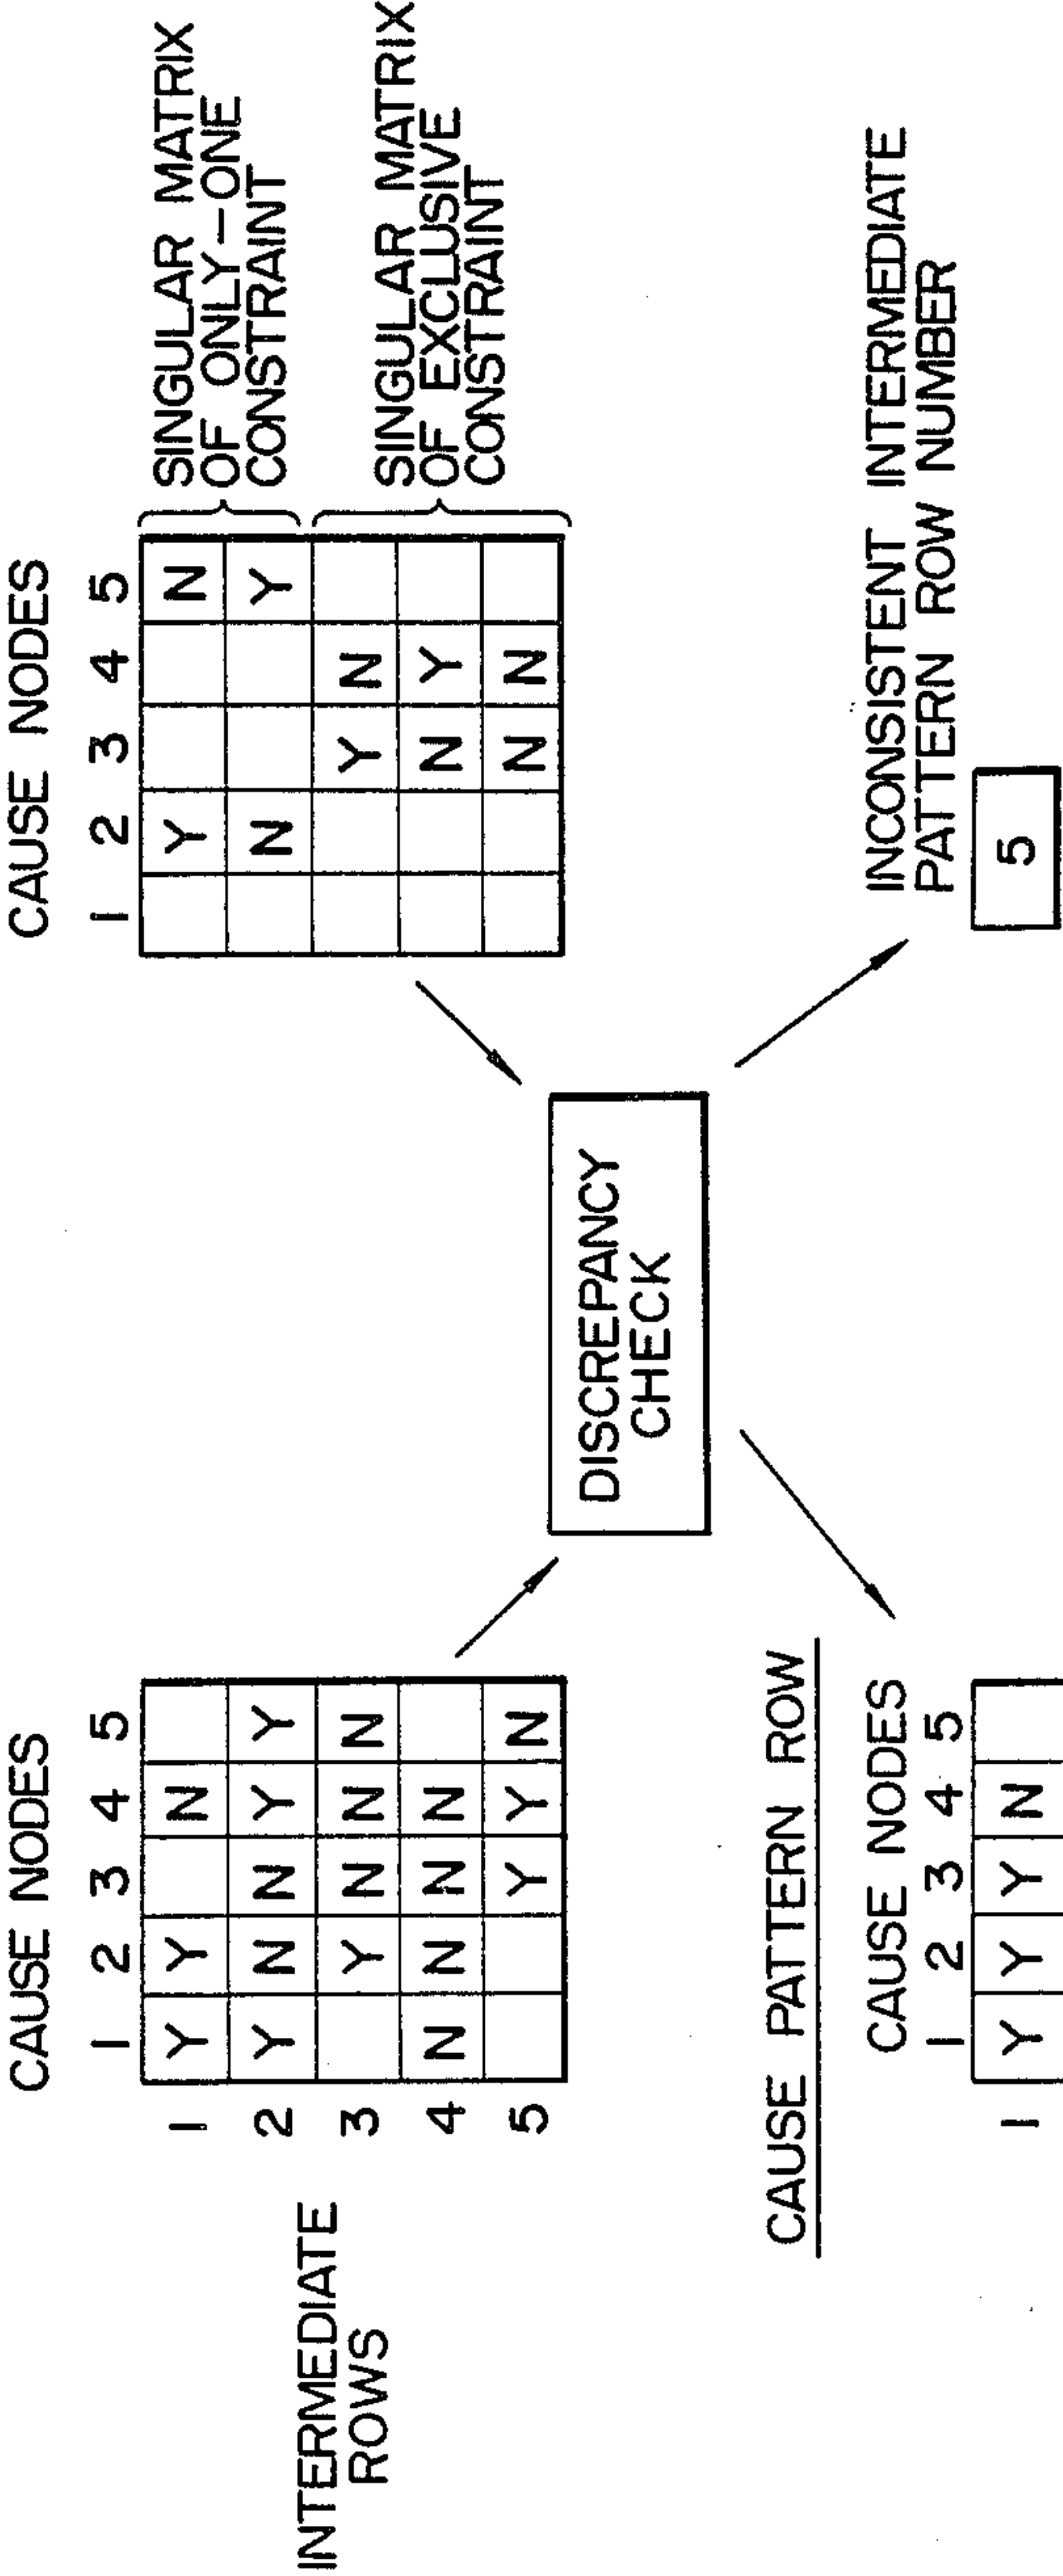 CAUSE NODES
1 2 3 4 5
INTERMEDIATE
ROWS
1 Y Y N
2 Y N N Y Y
3 Y N N N
4 N N N N
5 Y Y N
CAUSE NODES
1 2 3 4 5
Y N
N Y
Y N
N Y
N N
SINGULAR MATRIX
OF ONLY-ONE
CONSTRAINT
SINGULAR MATRIX
OF EXCLUSIVE
CONSTRAINT
DISCREPANCY
CHECK
CAUSE PATTERN ROW
CAUSE NODES
1 2 3 4 5
1 Y Y Y N
INCONSISTENT INTERMEDIATE
PATTERN ROW NUMBER
5